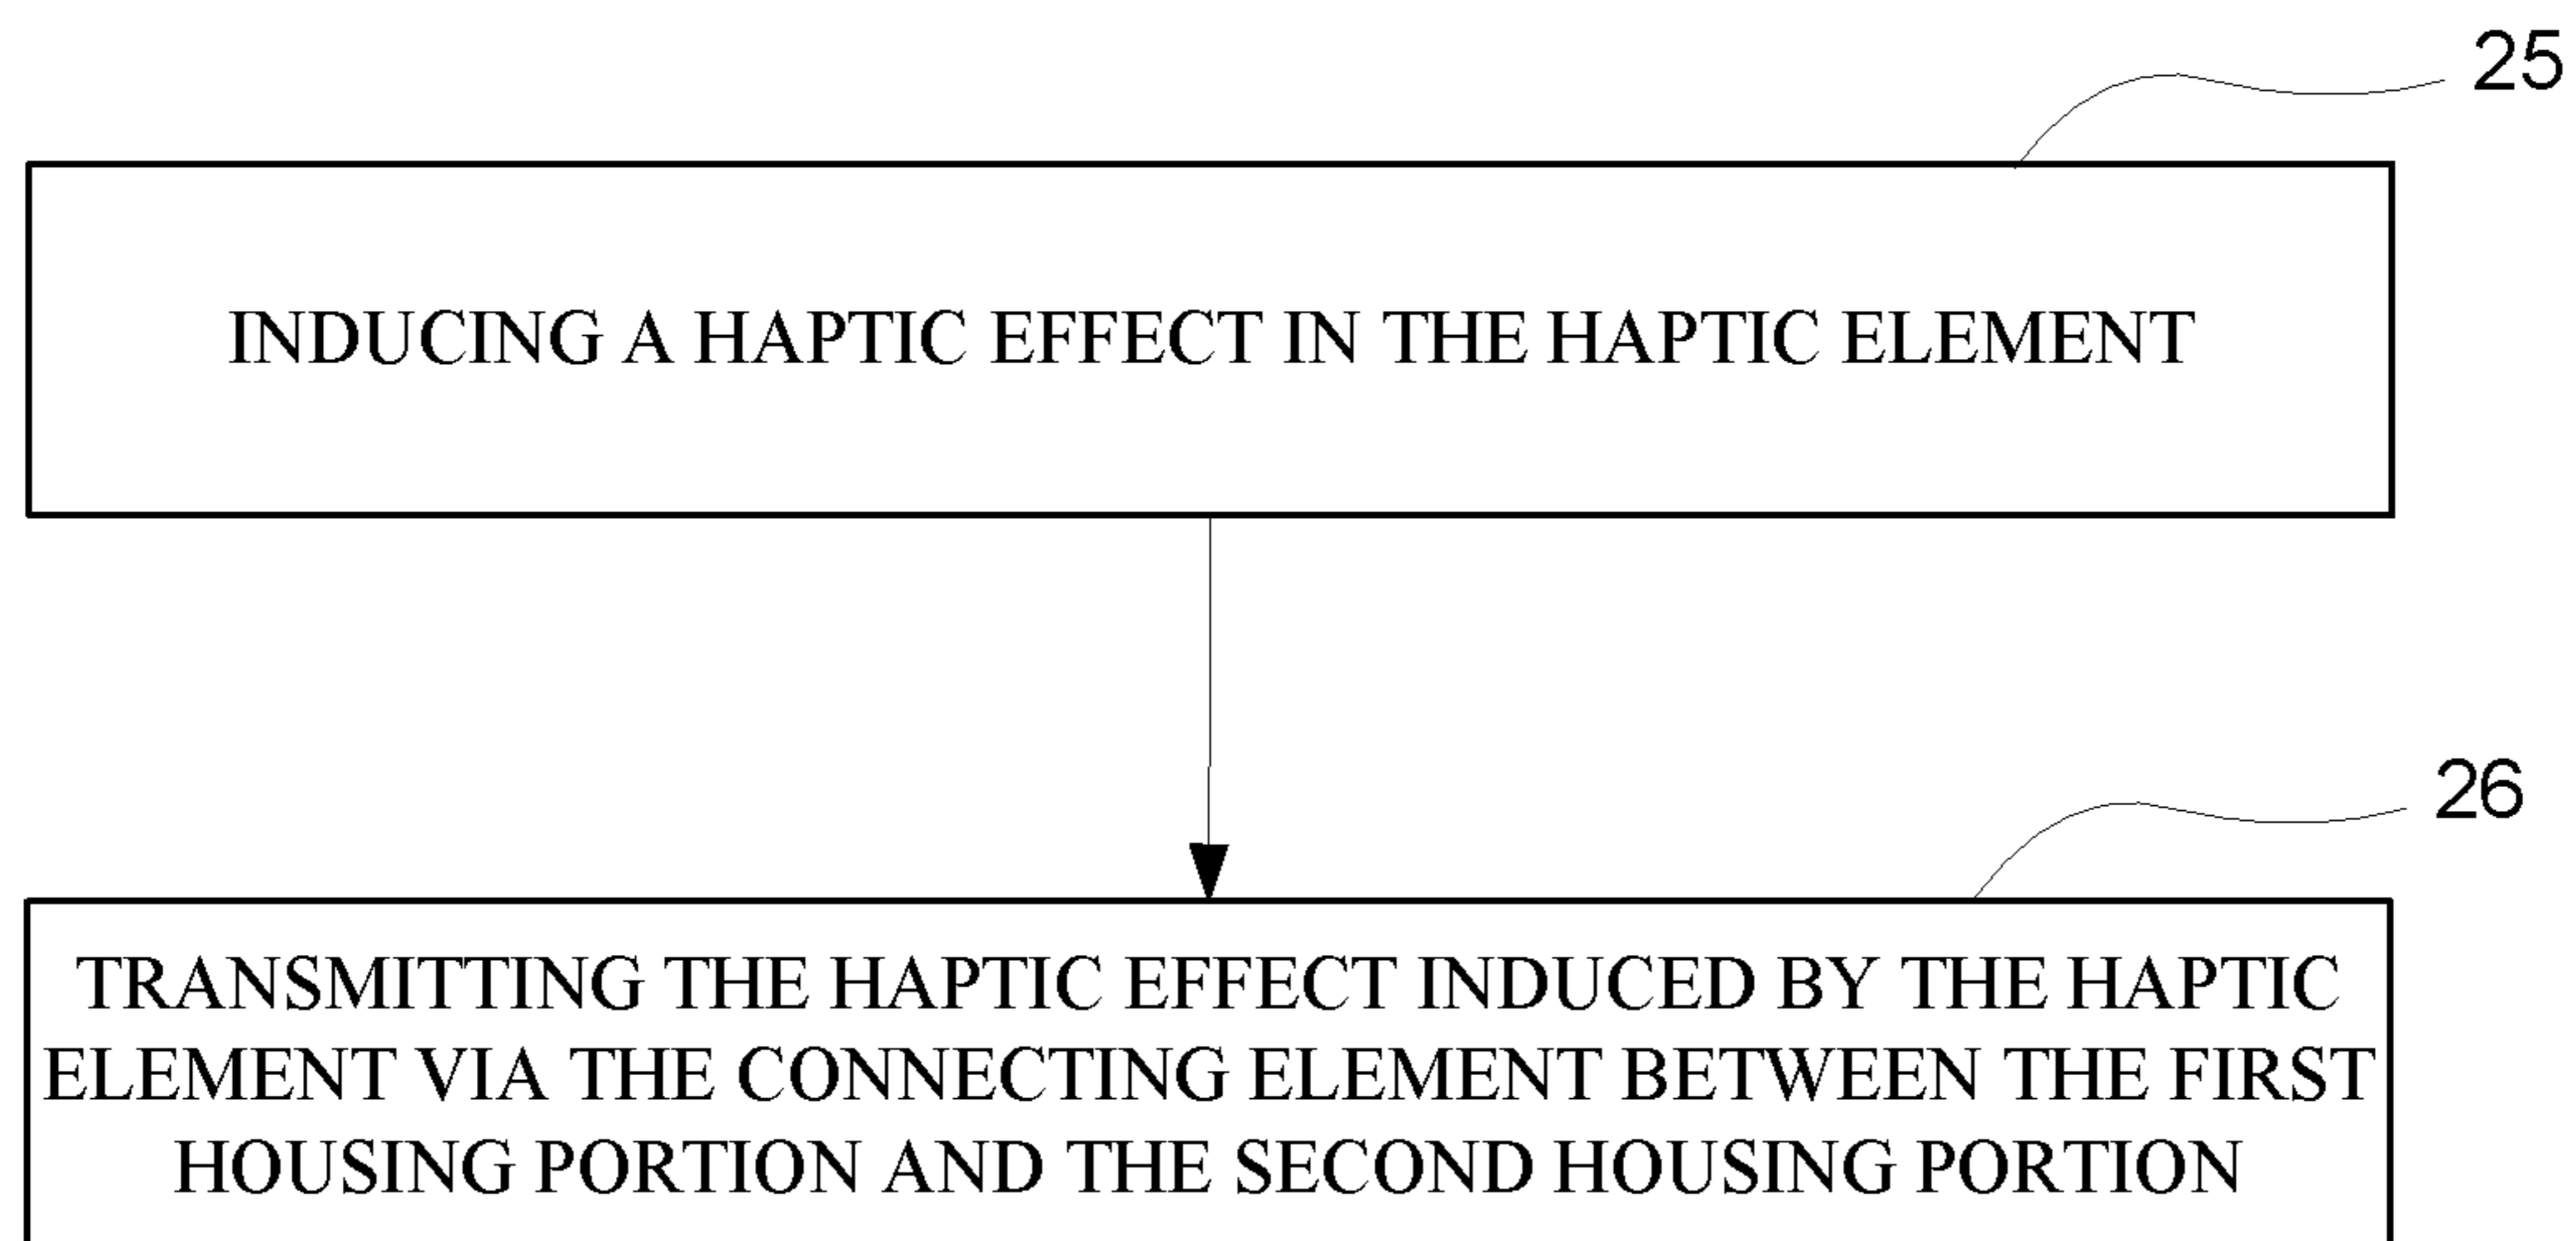 25
INDUCING A HAPTIC EFFECT IN THE HAPTIC ELEMENT
26
TRANSMITTING THE HAPTIC EFFECT INDUCED BY THE HAPTIC
ELEMENT VIA THE CONNECTING ELEMENT BETWEEN THE FIRST
HOUSING PORTION AND THE SECOND HOUSING PORTION